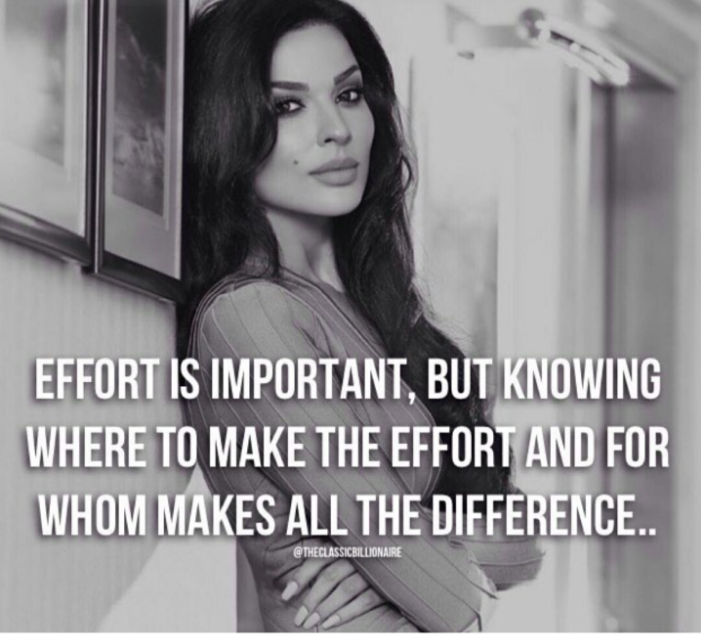 EFFORT IS IMPORTANT, BUT KNOWING
WHERE TO MAKE THE EFFORT AND FOR
WHOM MAKES ALL THE DIFFERENCE..
@THECLASSICBILLIONAIRE